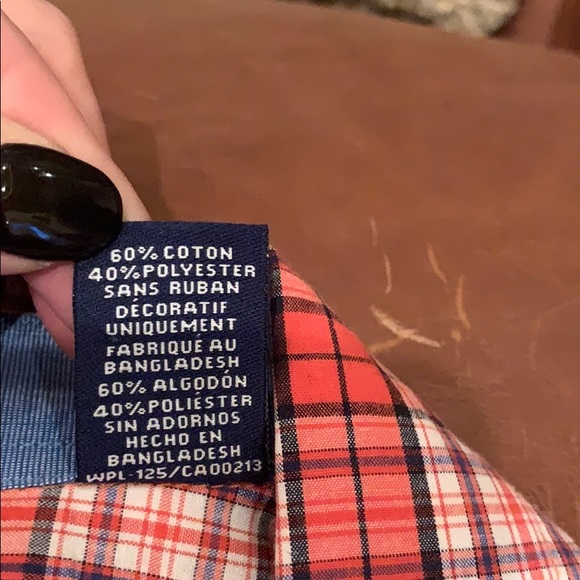 60% COTON
40% POLYESTER
SANS RUBAN
DÉCORATIF
UNIQUEMENT
FABRIQUÉ AU
BANGLADESH
60% ALGODÓN
40% POLIÉSTER
SIN ADORNOS
HECHO EN
BANGLADESH
WPL-125/CA00213